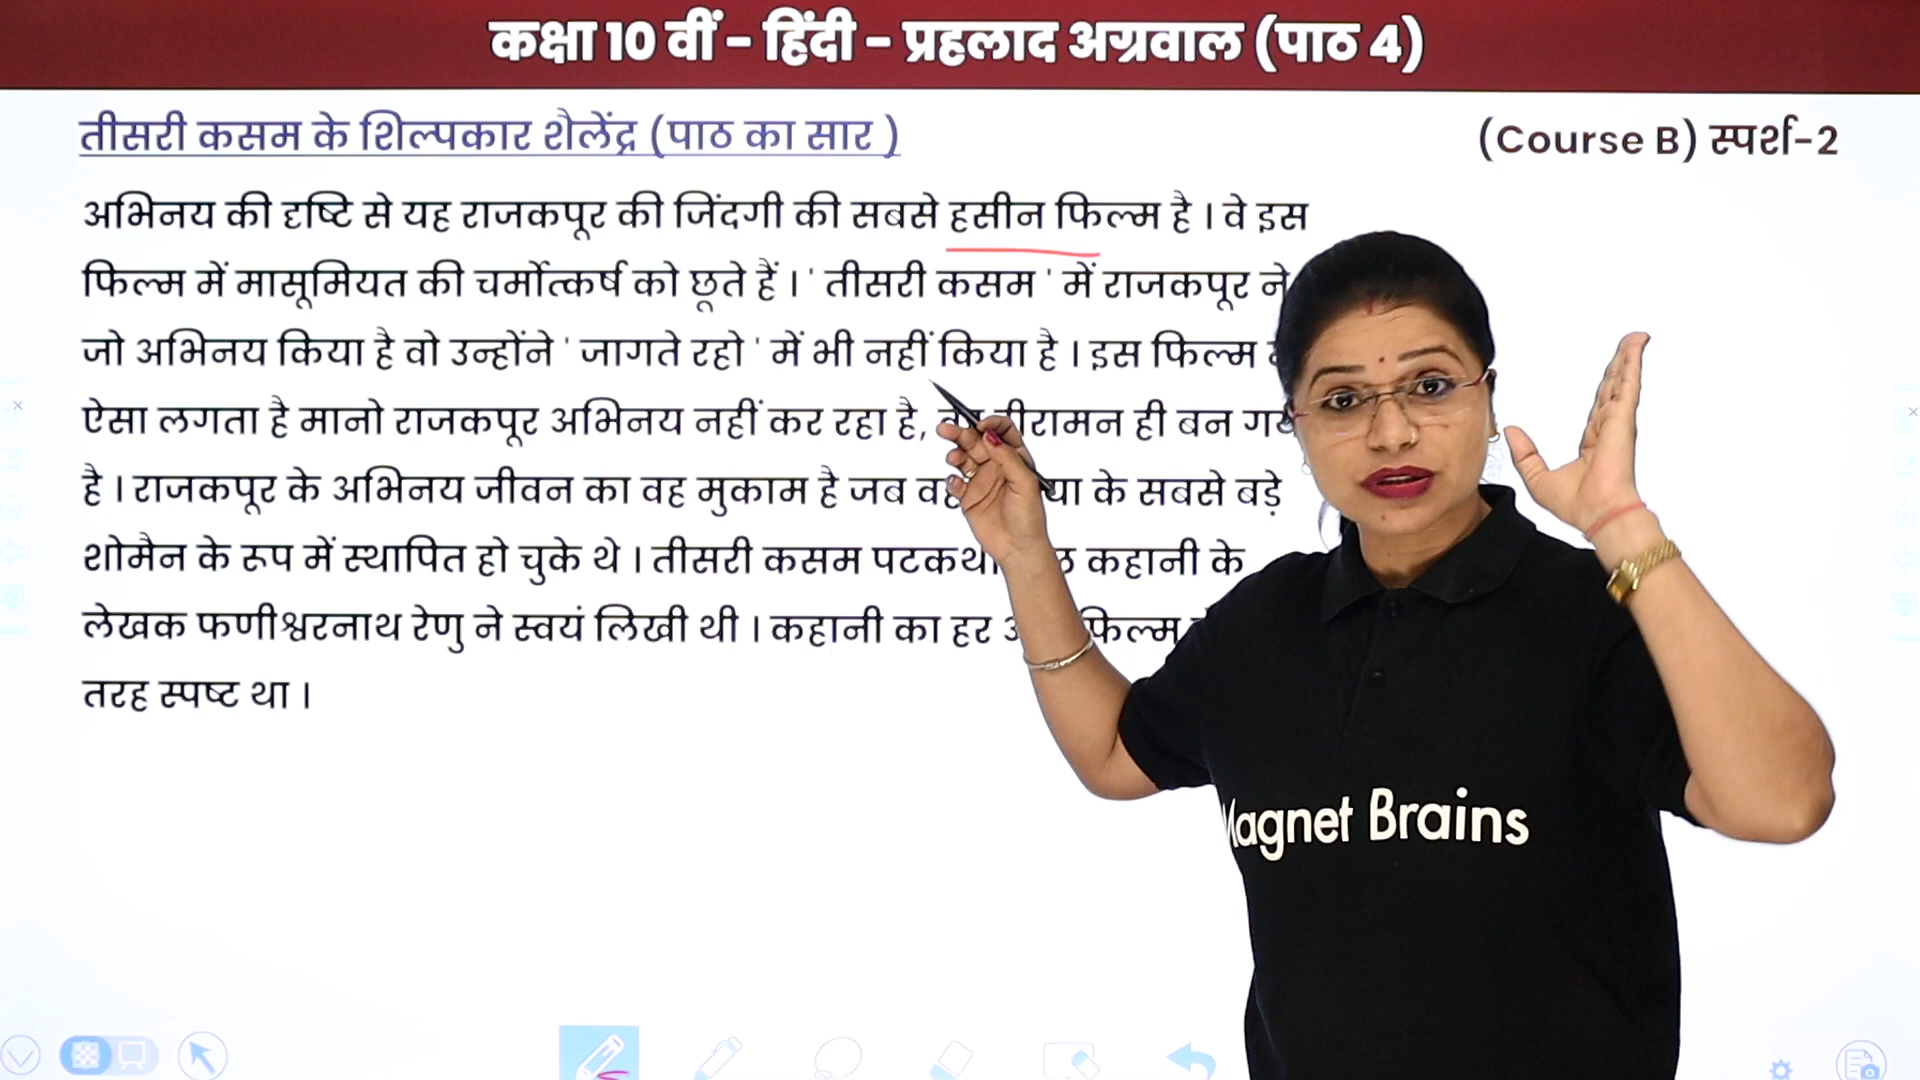 कक्षा 10 वीं - हिंदी - प्रहलाद अग्रवाल (पाठ 4)
तीसरी कसम के शिल्पकार शैलेंद्र (पाठ का सार )
(Course B) स्पर्श-2
अभिनय की दृष्टि से यह राजकपूर की जिंदगी की सबसे हसीन फिल्म है । वे इस
फिल्म में मासूमियत की चर्मोत्कर्ष को छूते हैं । ' तीसरी कसम ' में राजकपूर ने
जो अभिनय किया है वो उन्होंने ' जागते रहो ' में भी नहीं किया है । इस फिल्म
ऐसा लगता है मानो राजकपूर अभिनय नहीं कर रहा है, ही बन
है । राजकपूर के अभिनय जीवन का वह मुकाम है जब के सबसे बड़े
शोमैन के रूप में स्थापित हो चुके थे । तीसरी कसम पटकथा कहानी के
लेखक फणीश्वरनाथ रेणु ने स्वयं लिखी थी । कहानी का हर फिल्म
तरह स्पष्ट था ।
Magnet Brains